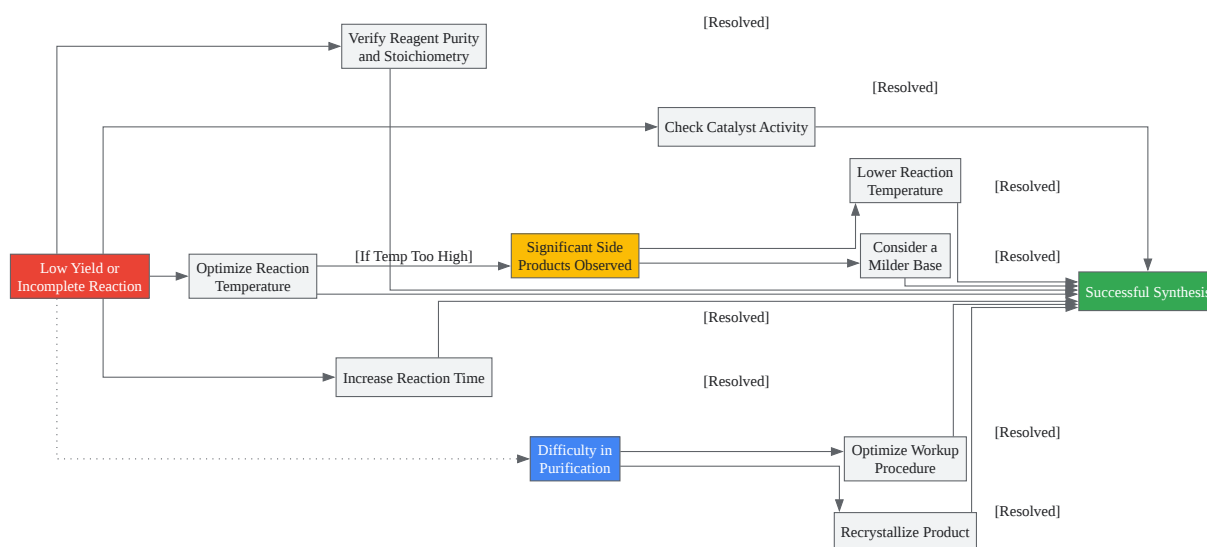 [Resolved]
Verify Reagent Purity
and Stoichiometry
[Resolved]
Check Catalyst Activity
Lower Reaction
Temperature
[Resolved]
Low Yield or
Incomplete Reaction
Optimize Reaction
Temperature
[If Temp Too High]
Significant Side
Products Observed
Consider a
Milder Base
[Resolved]
Successful Synthesis
[Resolved]
Increase Reaction Time
[Resolved]
Difficulty in
Purification
Optimize Workup
Procedure
[Resolved]
Recrystallize Product
[Resolved]